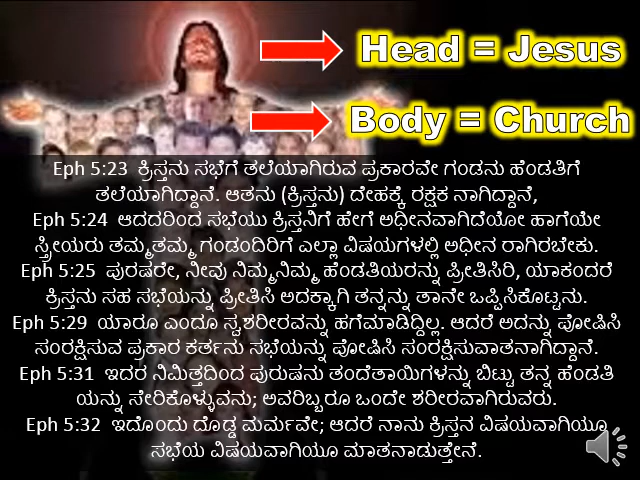 Head = Jesus
Body = Church
Eph 5:23 ಕ್ರಿಸ್ತನು ಸಭೆಗೆ ತಲೆಯಾಗಿರುವ ಪ್ರಕಾರವೇ ಗಂಡನು ಹೆಂಡತಿಗೆ
ತಲೆಯಾಗಿದ್ದಾನೆ. ಆತನು (ಕ್ರಿಸ್ತನು) ದೇಹಕ್ಕೆ ರಕ್ಷಕ ನಾಗಿದ್ದಾನೆ,
Eph 5:24 ಆದದರಿಂದ ಸಭೆಯು ಕ್ರಿಸ್ತನಿಗೆ ಹೇಗೆ ಅಧೀನವಾಗಿದೆಯೋ ಹಾಗೆಯೇ
ಸ್ತ್ರೀಯರು ತಮ್ಮತಮ್ಮ ಗಂಡಂದಿರಿಗೆ ಎಲ್ಲಾ ವಿಷಯಗಳಲ್ಲಿ ಅಧೀನ ರಾಗಿರಬೇಕು.
Eph 5:25 ಪುರಷರೇ, ನೀವು ನಿಮ್ಮನಿಮ್ಮ ಹೆಂಡತಿಯರನ್ನು ಪ್ರೀತಿಸಿರಿ, ಯಾಕಂದರೆ
ಕ್ರಿಸ್ತನು ಸಹ ಸಭೆಯನ್ನು ಪ್ರೀತಿಸಿ ಅದಕ್ಕಾಗಿ ತನ್ನನ್ನು ತಾನೇ ಒಪ್ಪಿಸಿಕೊಟ್ಟನು.
Eph 5:29 ಯಾರೂ ಎಂದೂ ಸ್ವಶರೀರವನ್ನು ಹಗೆಮಾಡಿದ್ದಿಲ್ಲ. ಆದರೆ ಅದನ್ನು ಪೋಷಿಸಿ
ಸಂರಕ್ಷಿಸುವ ಪ್ರಕಾರ ಕರ್ತನು ಸಭೆಯನ್ನು ಪೋಷಿಸಿ ಸಂರಕ್ಷಿಸುವಾತನಾಗಿದ್ದಾನೆ.
Eph 5:31 ಇದರ ನಿಮಿತ್ತದಿಂದ ಪುರುಷನು ತಂದೆತಾಯಿಗಳನ್ನು ಬಿಟ್ಟು ತನ್ನ ಹೆಂಡತಿ
ಯನ್ನು ಸೇರಿಕೊಳ್ಳುವನು; ಅವರಿಬ್ಬರೂ ಒಂದೇ ಶರೀರವಾಗಿರುವರು.
Eph 5:32 ಇದೊಂದು ದೊಡ್ಡ ಮರ್ಮವೇ; ಆದರೆ ನಾನು ಕ್ರಿಸ್ತನ ವಿಷಯವಾಗಿಯೂ
ಸಭೆಯ ವಿಷಯವಾಗಿಯೂ ಮಾತನಾಡುತ್ತೇನೆ.